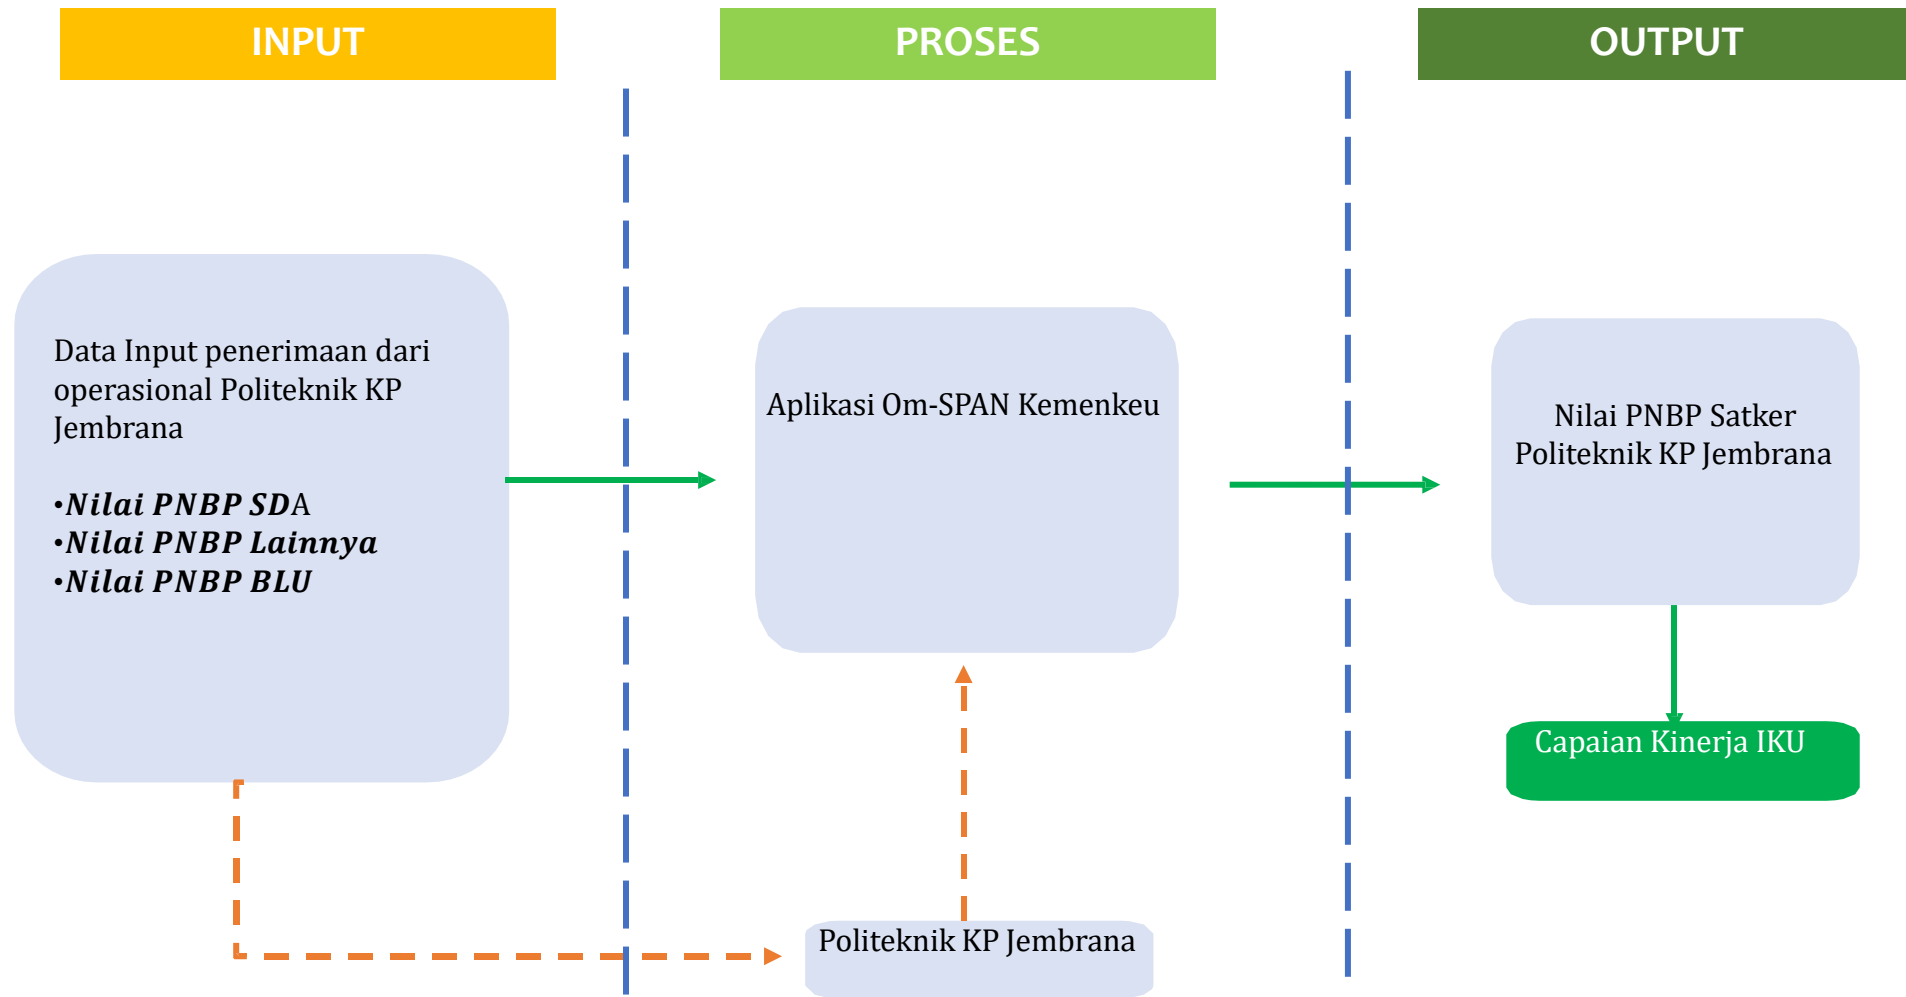 INPUT
PROSES
OUTPUT
Data Input penerimaan dari
operasional Politeknik KP
Jembrana
•Nilai PNBP SDA
•Nilai PNBP Lainnya
•Nilai PNBP BLU
Aplikasi Om-SPAN Kemenkeu
Nilai PNBP Satker
Politeknik KP Jembrana
Capaian Kinerja IKU
Politeknik KP Jembrana